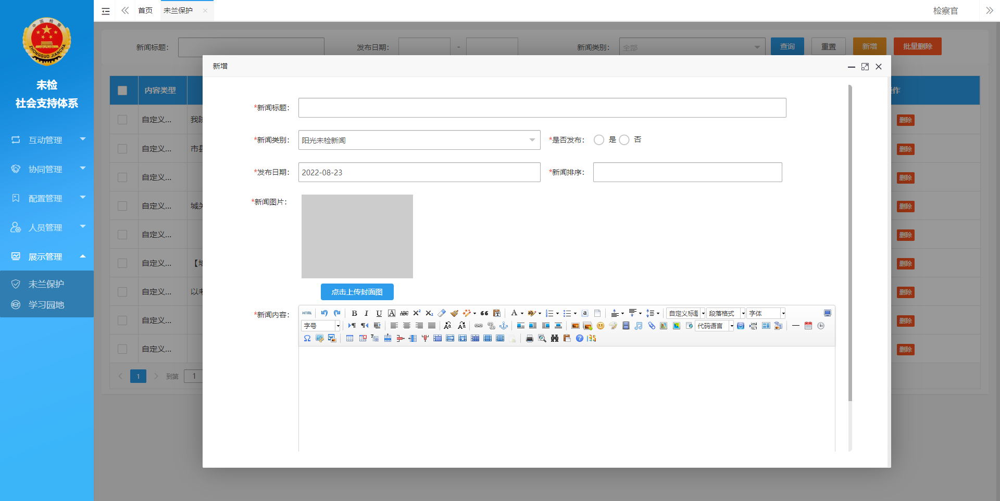 首页
未兰保护
检察官
中国检察
ZHONGGUO JIANCHA
未检
社会支持体系
互动管理
协同管理
配置管理
人员管理
展示管理
未兰保护
学习园地
新闻标题：
发布日期：
-
新闻类别：
全部
查询
重置
新增
批量删除
内容类型
作
自定义...
我院
删除
自定义...
市县
删除
自定义...
删除
自定义...
城关
删除
自定义...
删除
自定义...
删除
自定义...
以考
删除
自定义...
删除
自定义...
删除
1
到第
1
新增
*新闻标题：
*新闻类别：
阳光未检新闻
*是否发布：
是
否
*发布日期：
2022-08-23
*新闻排序：
*新闻图片：
点击上传封面图
*新闻内容：
HTML
自定义标题
段落格式
字体
字号
代码语言